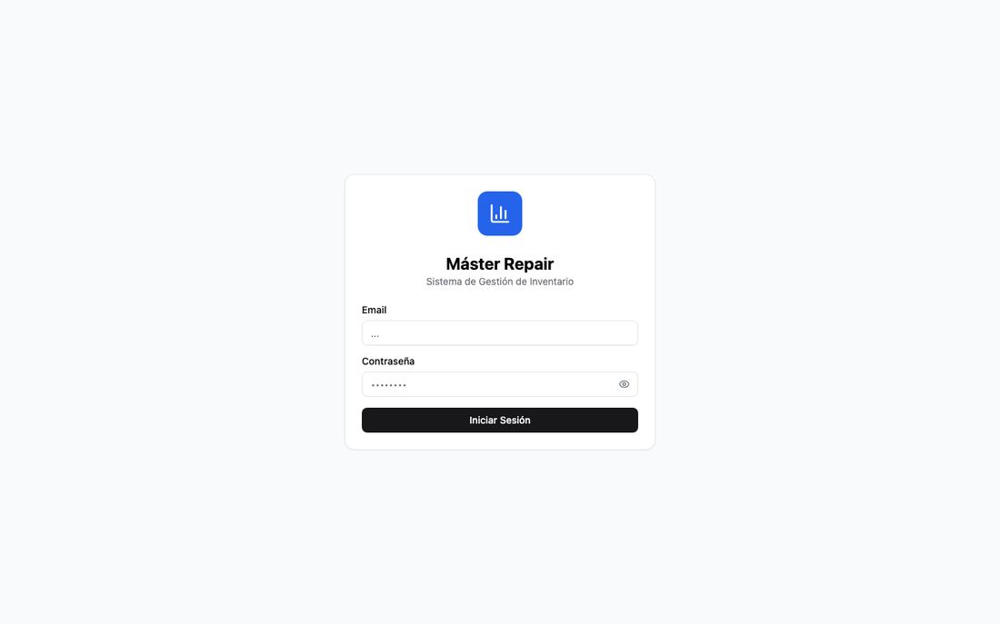 Máster Repair
Sistema de Gestión de Inventario
Email
...
Contraseña
••••••••
Iniciar Sesión